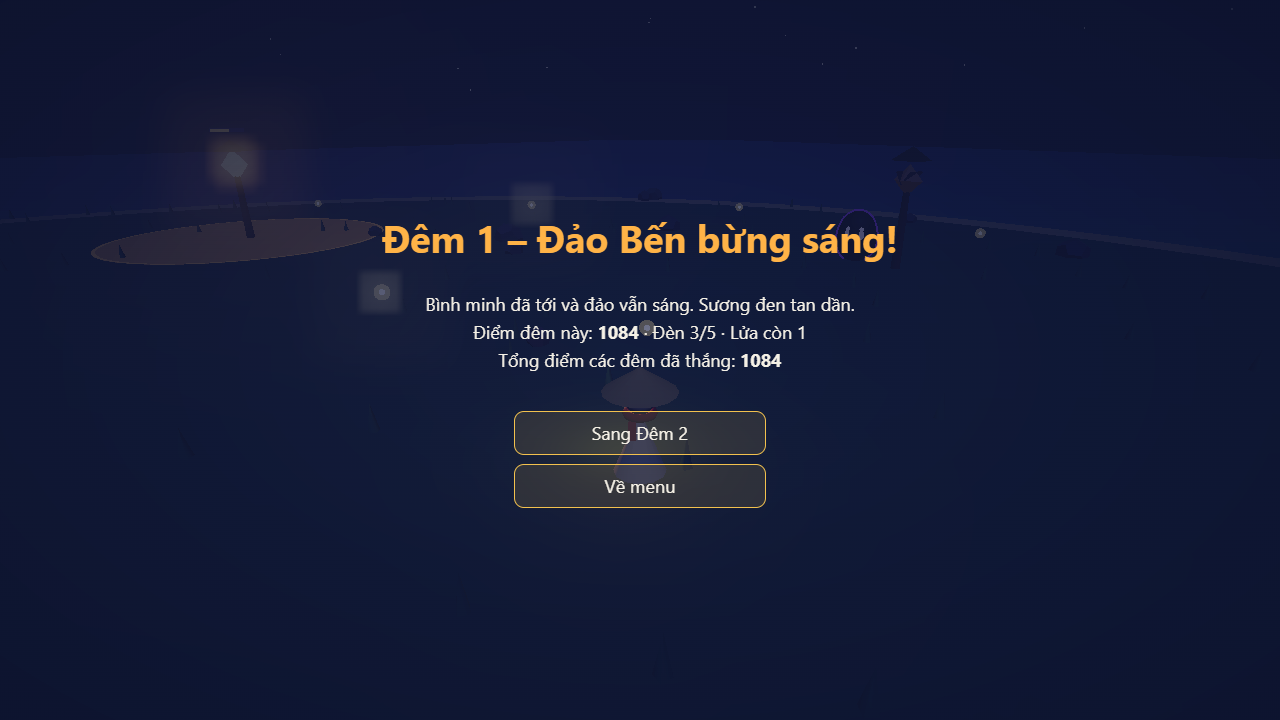 Đêm 1 – Đảo Bến bừng sáng!
Bình minh đã tới và đảo vẫn sáng. Sương đen tan dần.
Điểm đêm này: 1084 · Đèn 3/5 · Lửa còn 1
Tổng điểm các đêm đã thắng: 1084
Sang Đêm 2
Về menu